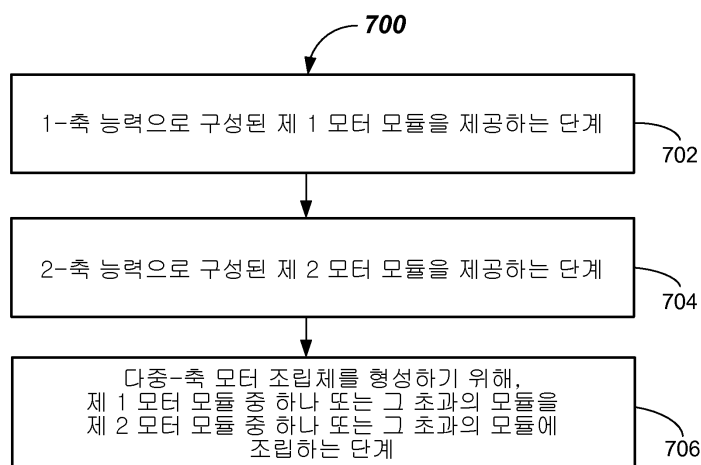 700
1-축 능력으로 구성된 제 1 모터 모듈을 제공하는 단계
702
2-축 능력으로 구성된 제 2 모터 모듈을 제공하는 단계
704
다중-축 모터 조립체를 형성하기 위해,
제 1 모터 모듈 중 하나 또는 그 초과의 모듈을
제 2 모터 모듈 중 하나 또는 그 초과의 모듈에
조립하는 단계
706